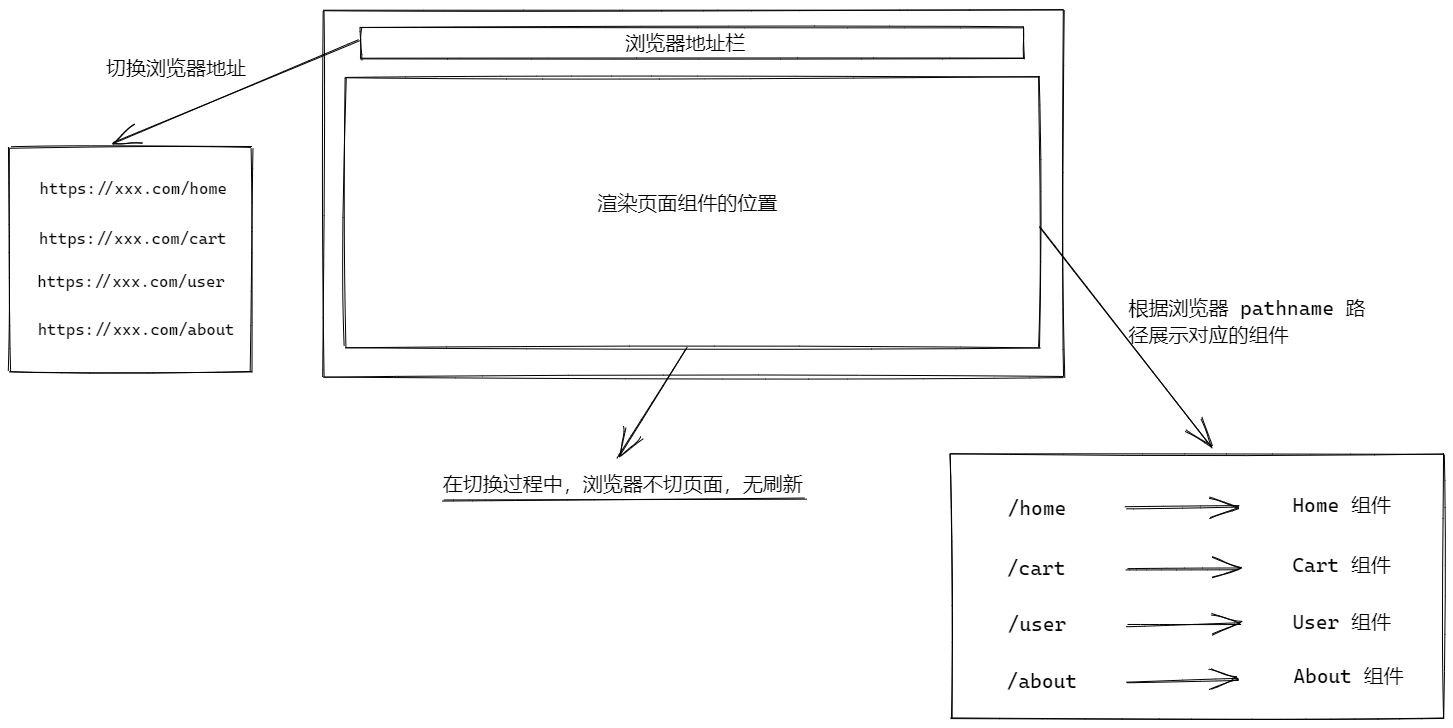 浏览器地址栏
切换浏览器地址
https://xxx.com/home
https://xxx.com/cart
https://xxx.com/user
https://xxx.com/about
渲染页面组件的位置
根据浏览器 pathname 路
径展示对应的组件
在切换过程中，浏览器不切页面，无刷新
/home Home 组件
/cart Cart 组件
/user User 组件
/about About 组件